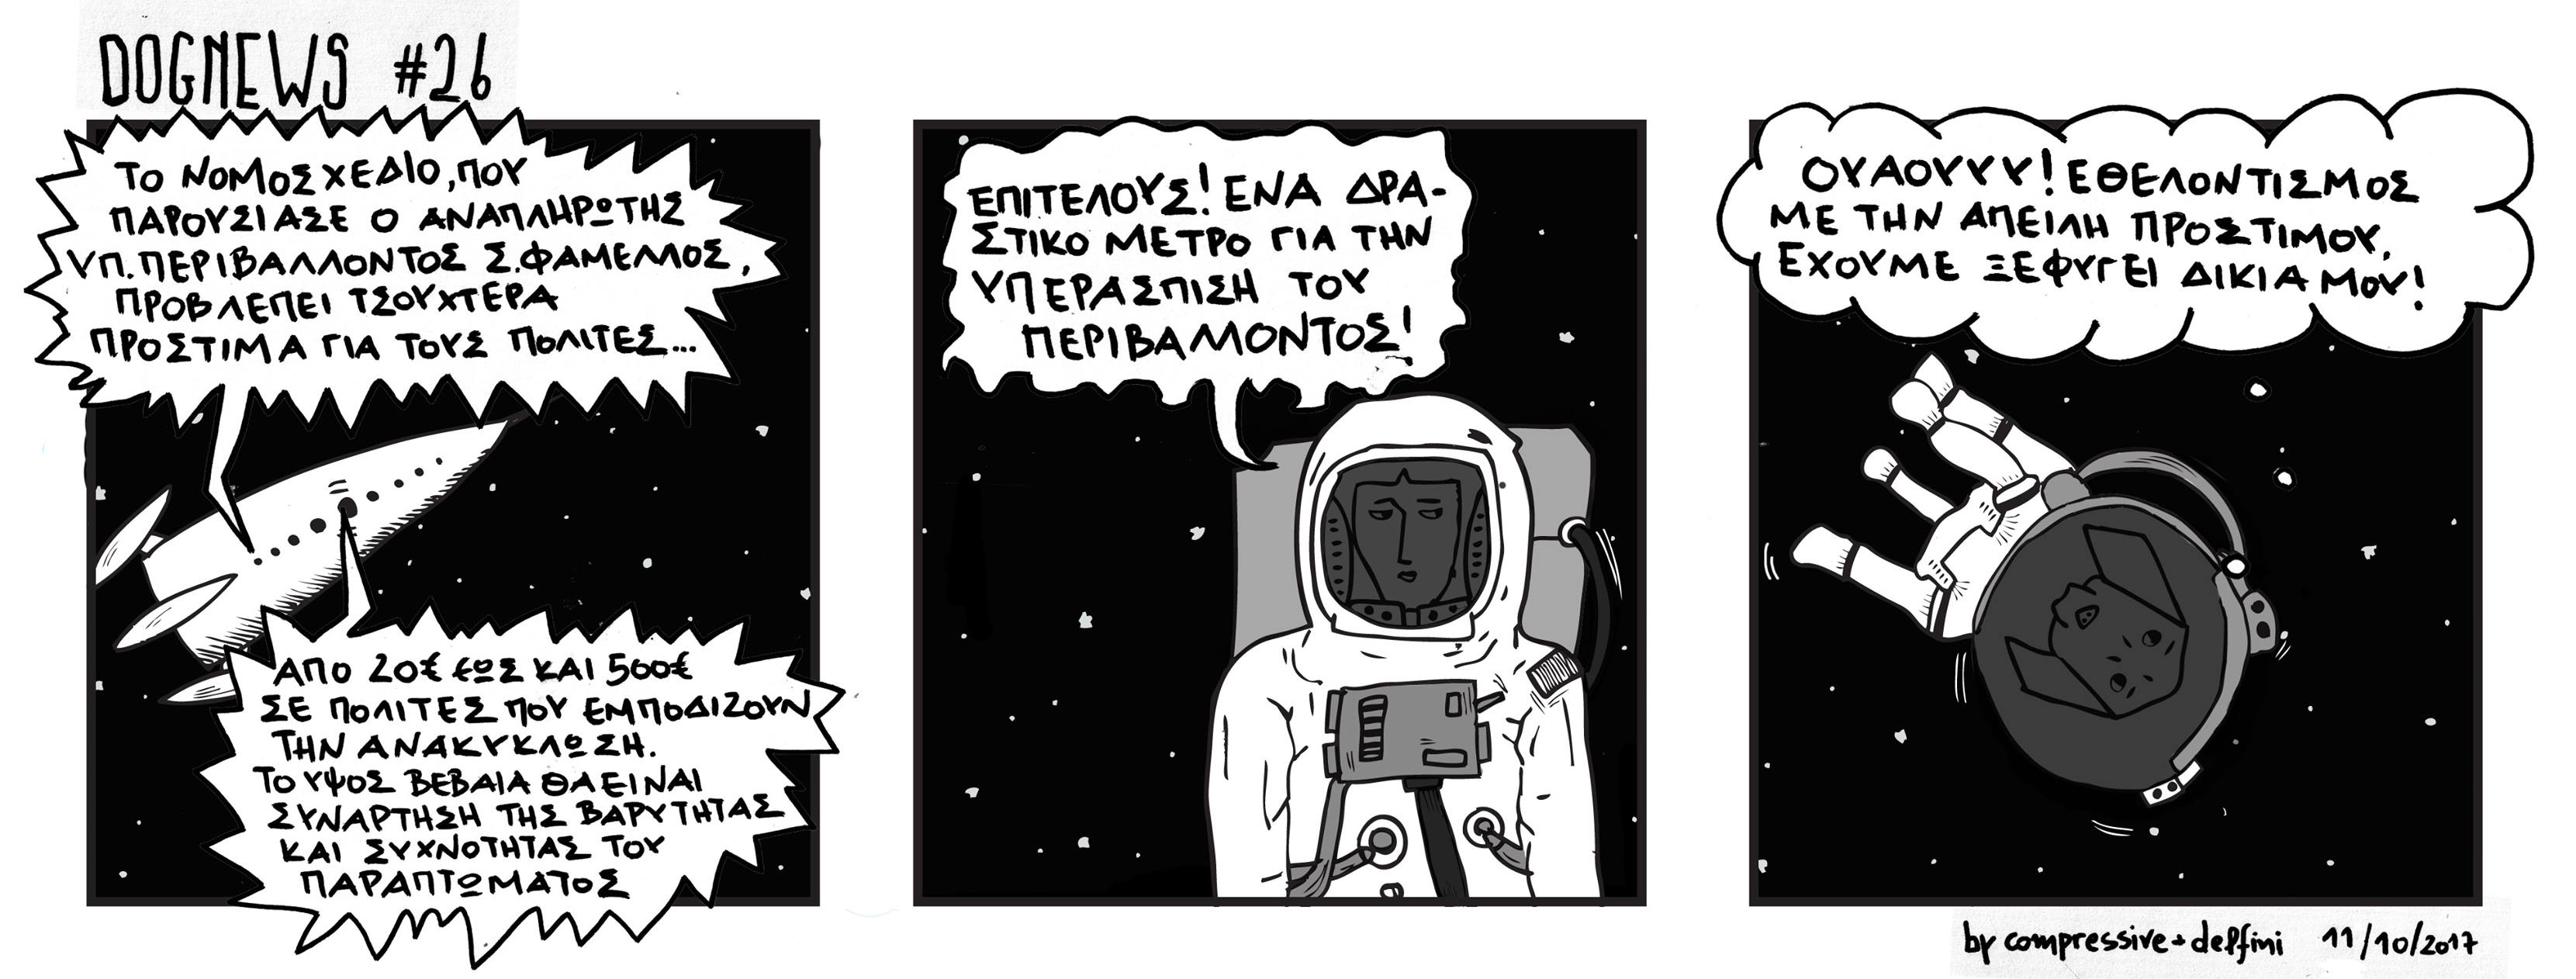 DOGNEWS #26
ΤΟ ΝΟΜΟΣΧΕΔΙΟ, ΠΟΥ
ΠΑΡΟΥΣΙΑΣΕ Ο ΑΝΑΠΛΗΡΩΤΗΣ
ΥΠ. ΠΕΡΙΒΑΛΛΟΝΤΟΣ Σ. ΦΑΜΕΛΛΟΣ,
ΠΡΟΒΛΕΠΕΙ ΤΣΟΥΧΤΕΡΑ
ΠΡΟΣΤΙΜΑ ΓΙΑ ΤΟΥΣ ΠΟΛΙΤΕΣ...
ΑΠΟ 20€ ΕΩΣ ΚΑΙ 500€
ΣΕ ΠΟΛΙΤΕΣ ΠΟΥ ΕΜΠΟΔΙΖΟΥΝ
ΤΗΝ ΑΝΑΚΥΚΛΩΣΗ.
ΤΟ ΥΨΟΣ ΒΕΒΑΙΑ ΘΑ ΕΙΝΑΙ
ΣΥΝΑΡΤΗΣΗ ΤΗΣ ΒΑΡΥΤΗΤΑΣ
ΚΑΙ ΣΥΧΝΟΤΗΤΑΣ ΤΟΥ
ΠΑΡΑΠΤΩΜΑΤΟΣ
ΕΠΙΤΕΛΟΥΣ! ΕΝΑ ΔΡΑ-
ΣΤΙΚΟ ΜΕΤΡΟ ΓΙΑ ΤΗΝ
ΥΠΕΡΑΣΠΙΣΗ ΤΟΥ
ΠΕΡΙΒΑΛΛΟΝΤΟΣ!
ΟΥΑΟΥΥΥ! ΕΘΕΛΟΝΤΙΣΜΟΣ
ΜΕ ΤΗΝ ΑΠΕΙΛΗ ΠΡΟΣΤΙΜΟΥ.
ΕΧΟΥΜΕ ΞΕΦΥΓΕΙ ΔΙΚΙΑ ΜΟΥ!
by compressive + delfini 11/10/2017